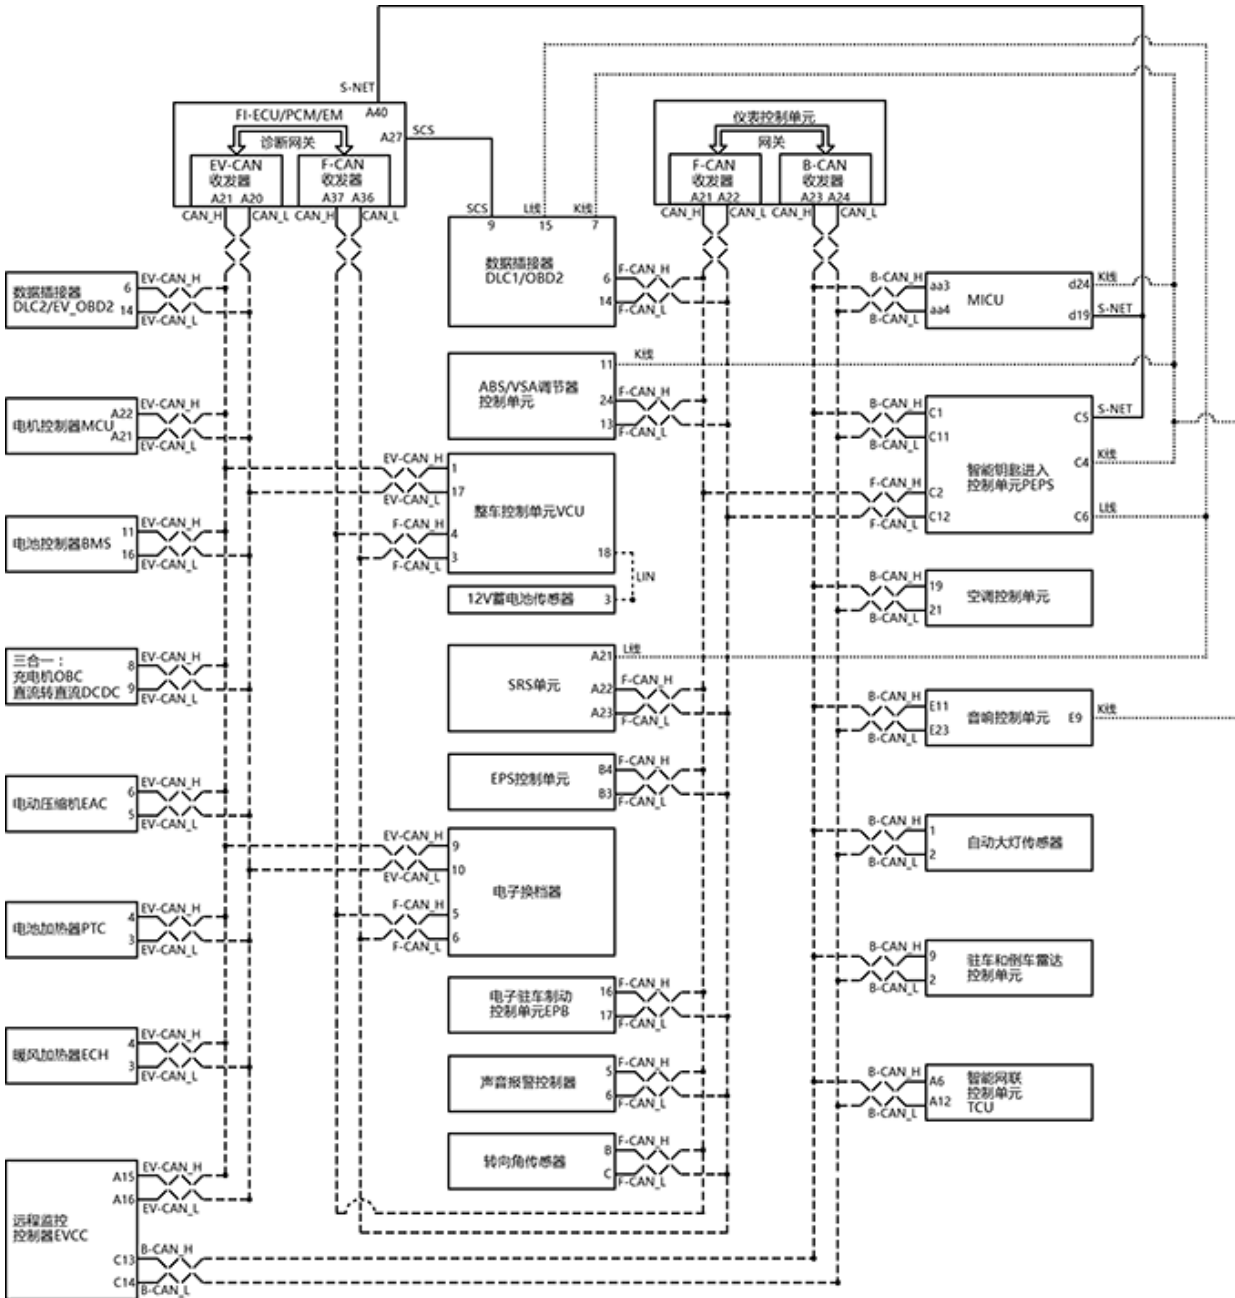 S-NET
FI-ECU/PCM/EM
A40
诊断网关
A27
SCS
EV-CAN
收发器
A21 A20
F-CAN
收发器
A37 A36
CAN_H
CAN_L
CAN_H
CAN_L
仪表控制单元
网关
F-CAN
收发器
A21 A22
B-CAN
收发器
A23 A24
CAN_H
CAN_L
CAN_H
CAN_L
数据插接器
DLC2/EV_OBD2
6
14
EV-CAN_H
EV-CAN_L
电机控制器MCU
A22
A21
EV-CAN_H
EV-CAN_L
电池控制器BMS
11
16
EV-CAN_H
EV-CAN_L
三合一：
充电机OBC
直流转直流DCDC
8
9
EV-CAN_H
EV-CAN_L
电动压缩机EAC
6
5
EV-CAN_H
EV-CAN_L
电池加热器PTC
4
3
EV-CAN_H
EV-CAN_L
暖风加热器ECH
4
3
EV-CAN_H
EV-CAN_L
远程监控
控制器EVCC
A15
A16
EV-CAN_H
EV-CAN_L
C13
C14
B-CAN_H
B-CAN_L
SCS
L线
K线
9
15
7
数据插接器
DLC1/OBD2
6
14
F-CAN_H
F-CAN_L
ABS/VSA调节器
控制单元
11
24
13
K线
F-CAN_H
F-CAN_L
EV-CAN_H
EV-CAN_L
1
17
整车控制单元VCU
F-CAN_H
F-CAN_L
4
3
18
LIN
12V蓄电池传感器
3
SRS单元
A21
A22
A23
L线
F-CAN_H
F-CAN_L
EPS控制单元
B4
B3
F-CAN_H
F-CAN_L
EV-CAN_H
EV-CAN_L
9
10
电子换档器
F-CAN_H
F-CAN_L
5
6
电子驻车制动
控制单元EPB
16
17
F-CAN_H
F-CAN_L
声音报警控制器
5
6
F-CAN_H
F-CAN_L
转向角传感器
B
C
F-CAN_H
F-CAN_L
B-CAN_H
B-CAN_L
aa3
aa4
MICU
d24
d19
K线
S-NET
B-CAN_H
B-CAN_L
C1
C11
F-CAN_H
F-CAN_L
C2
C12
智能钥匙进入
控制单元PEPS
C5
C4
C6
S-NET
K线
L线
B-CAN_H
B-CAN_L
19
21
空调控制单元
B-CAN_H
B-CAN_L
E11
E23
音响控制单元
E9
K线
B-CAN_H
B-CAN_L
1
2
自动大灯传感器
B-CAN_H
B-CAN_L
9
2
驻车和倒车雷达
控制单元
B-CAN_H
B-CAN_L
A6
A12
智能网联
控制单元
TCU